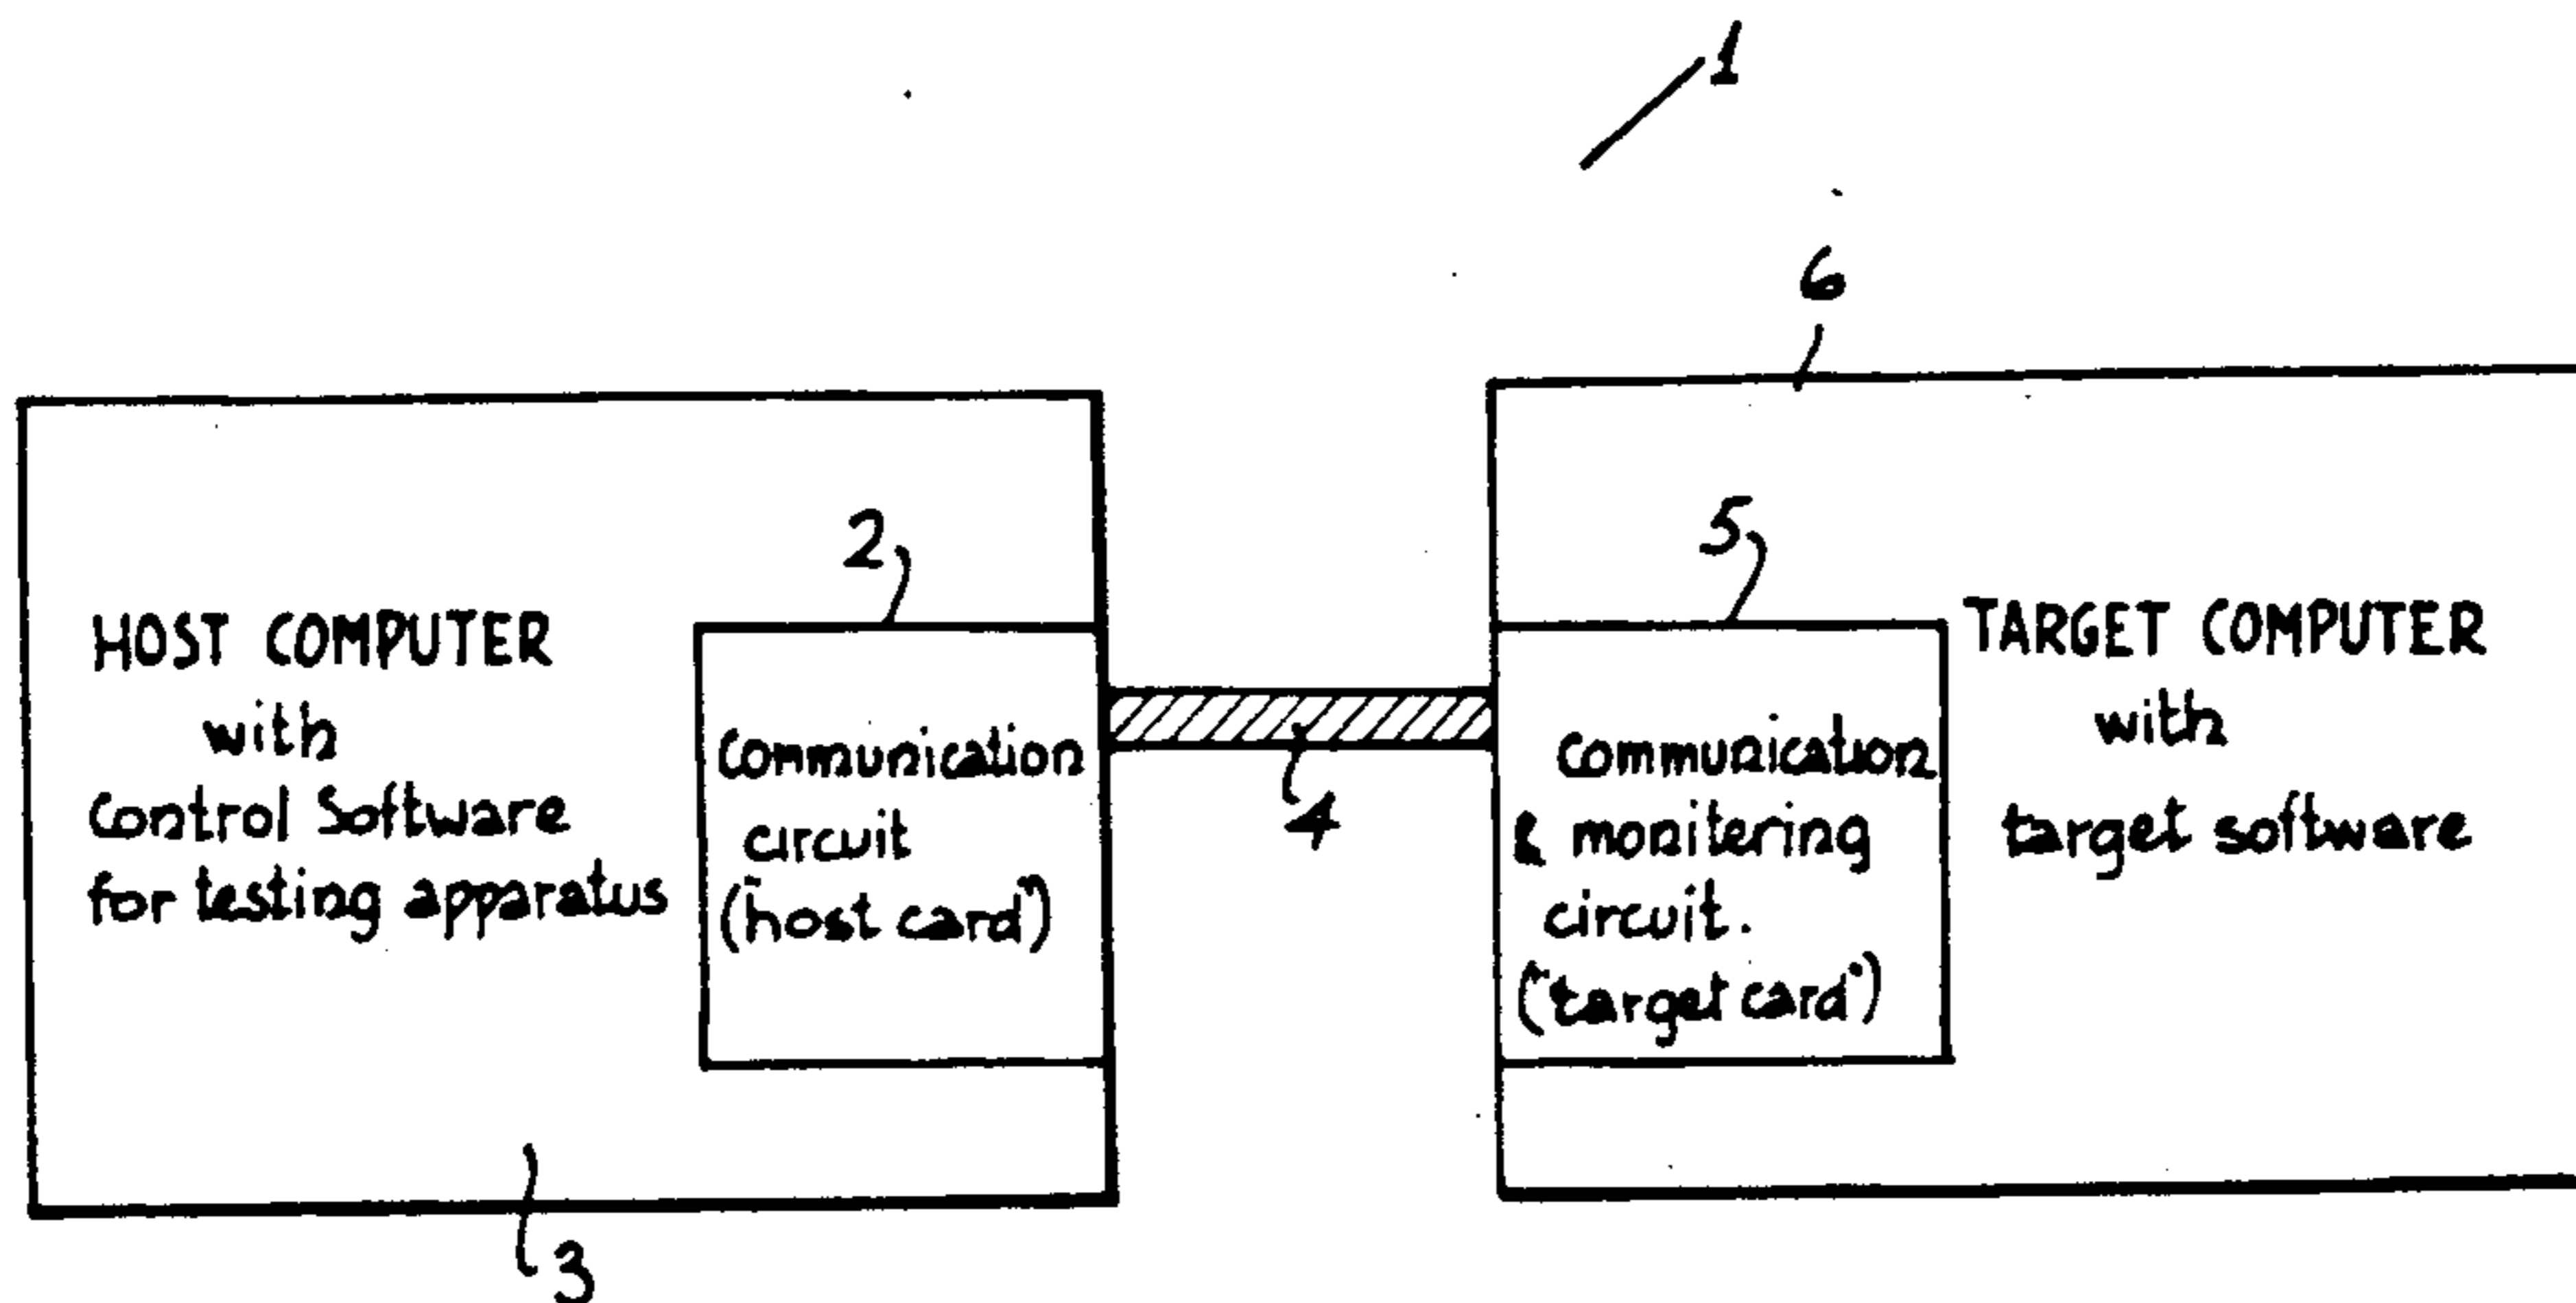 1
6
2
5
HOST COMPUTER
with
Control Software
for testing apparatus
Communication
circuit
("host card")
4
Communication
& monitering
circuit.
("target card")
TARGET COMPUTER
with
target software
3